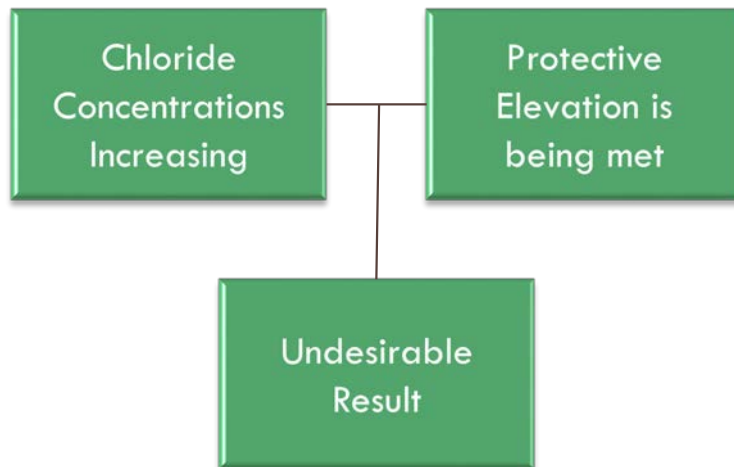 Chloride
Concentrations
Increasing
Protective
Elevation is
being met
Undesirable
Result